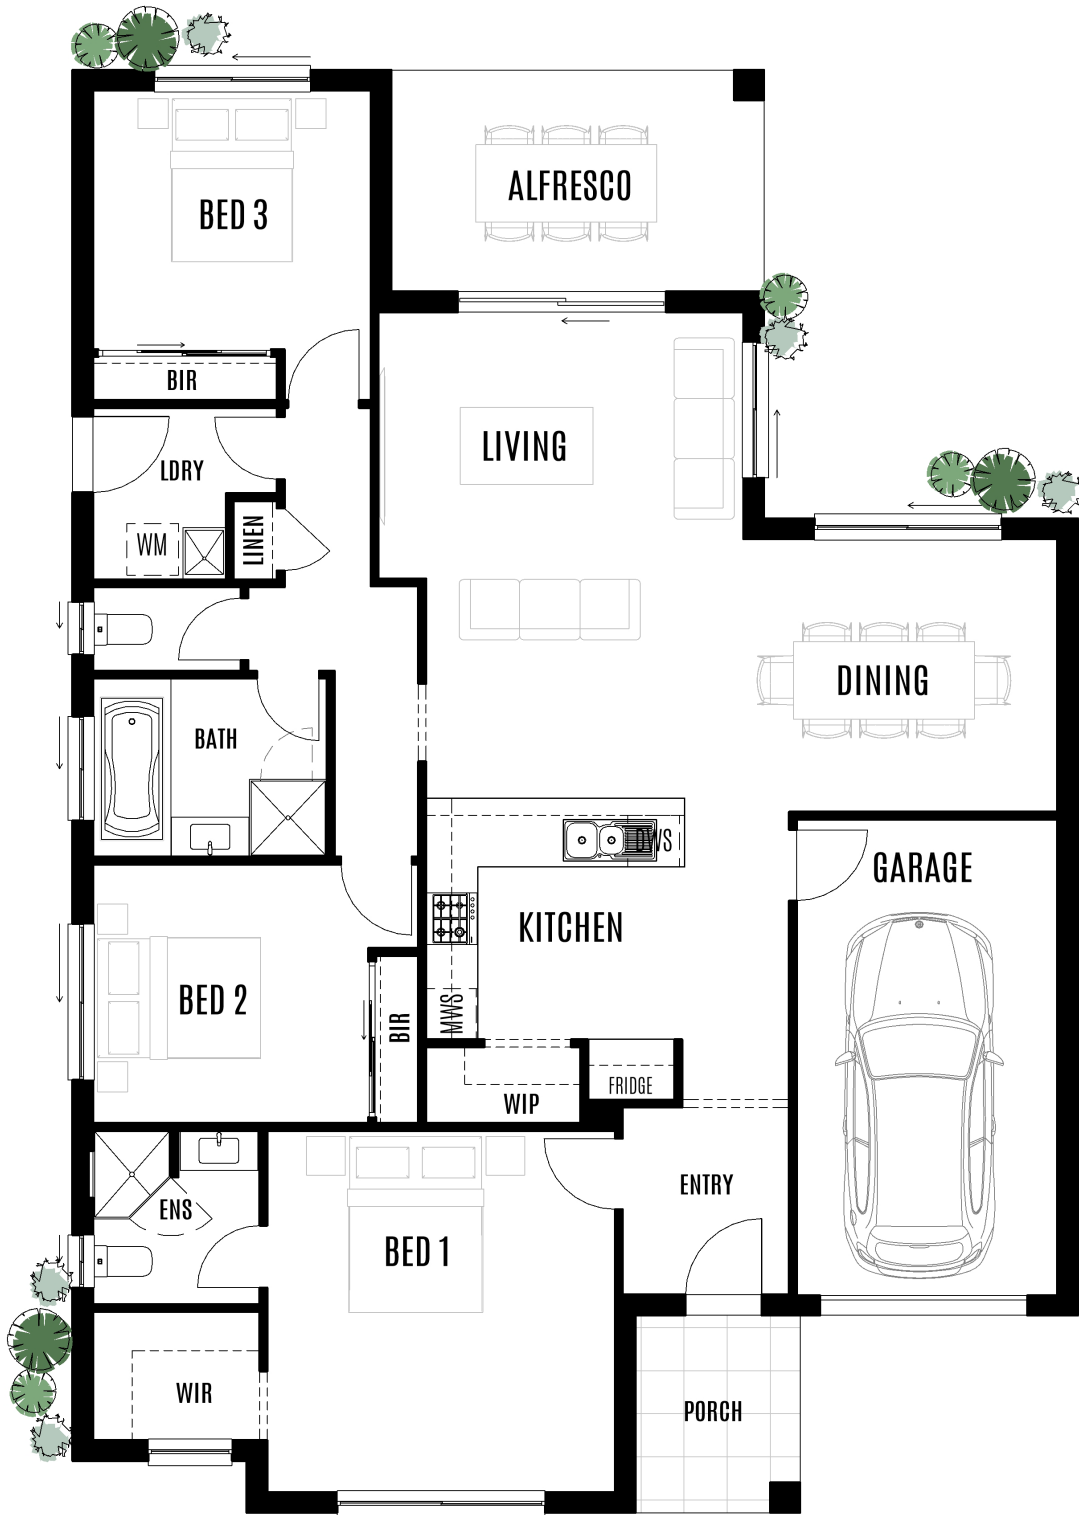 ALFRESCO
BED 3
BIR
LIVING
LDRY
LINEN
WM
DINING
BATH
DWS
GARAGE
KITCHEN
BED 2
MWS
BIR
FRIDGE
WIP
ENTRY
ENS
BED 1
WIR
PORCH